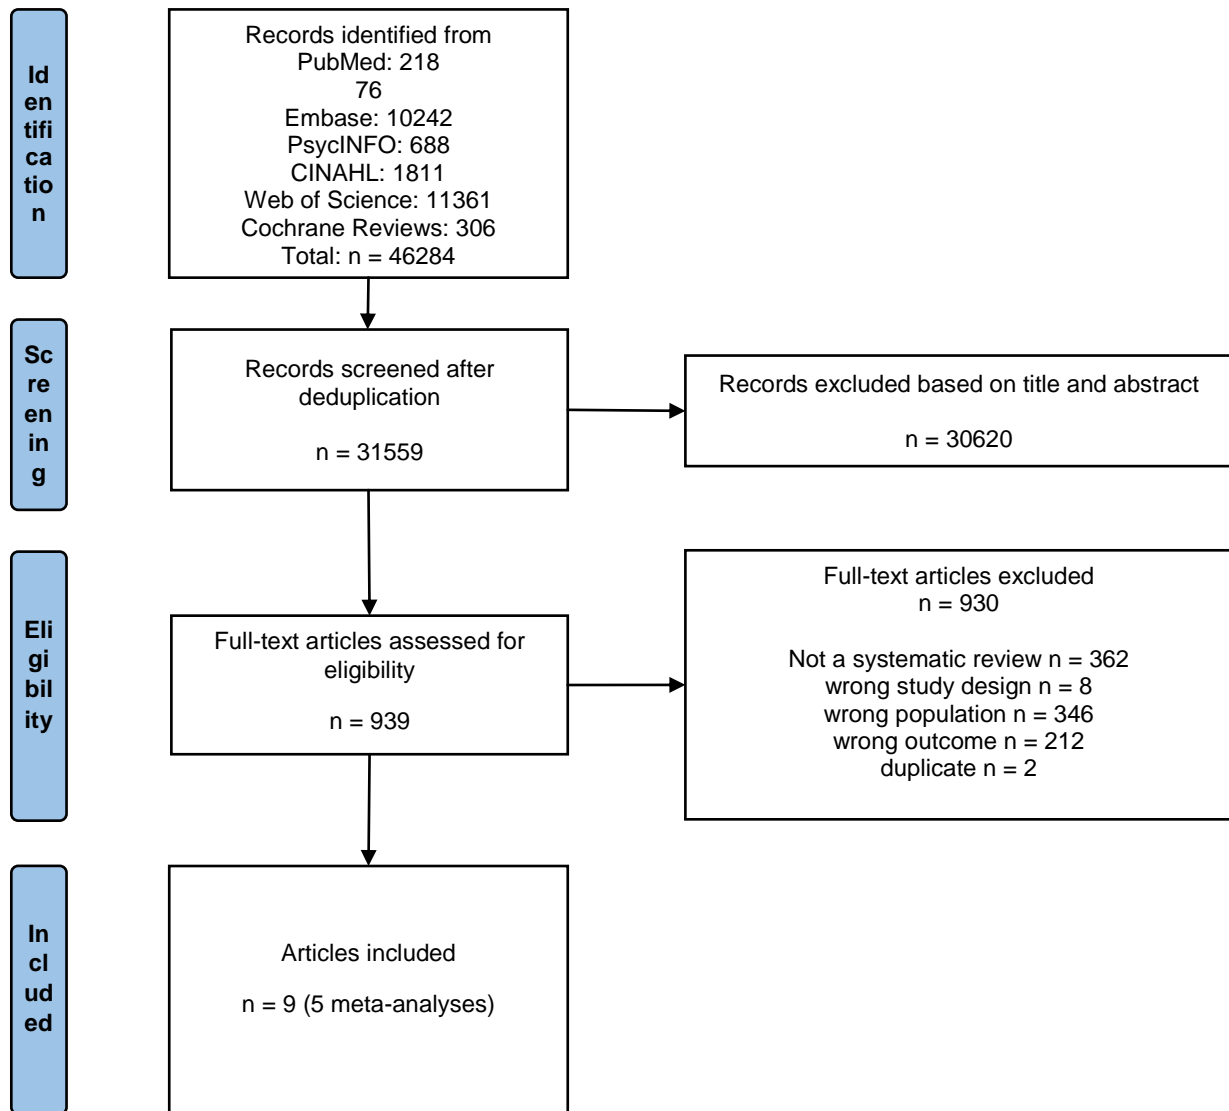 Id
en
tifi
ca
tio
n
Records identified from
PubMed: 218
76
Embase: 10242
PsycINFO: 688
CINAHL: 1811
Web of Science: 11361
Cochrane Reviews: 306
Total: n = 46284
Sc
re
en
in
g
Records screened after
deduplication
n = 31559
Records excluded based on title and abstract
n = 30620
Eli
gi
bil
ity
Full-text articles assessed for
eligibility
n = 939
Full-text articles excluded
n = 930
Not a systematic review n = 362
wrong study design n = 8
wrong population n = 346
wrong outcome n = 212
duplicate n = 2
In
cl
ud
ed
Articles included
n = 9 (5 meta-analyses)